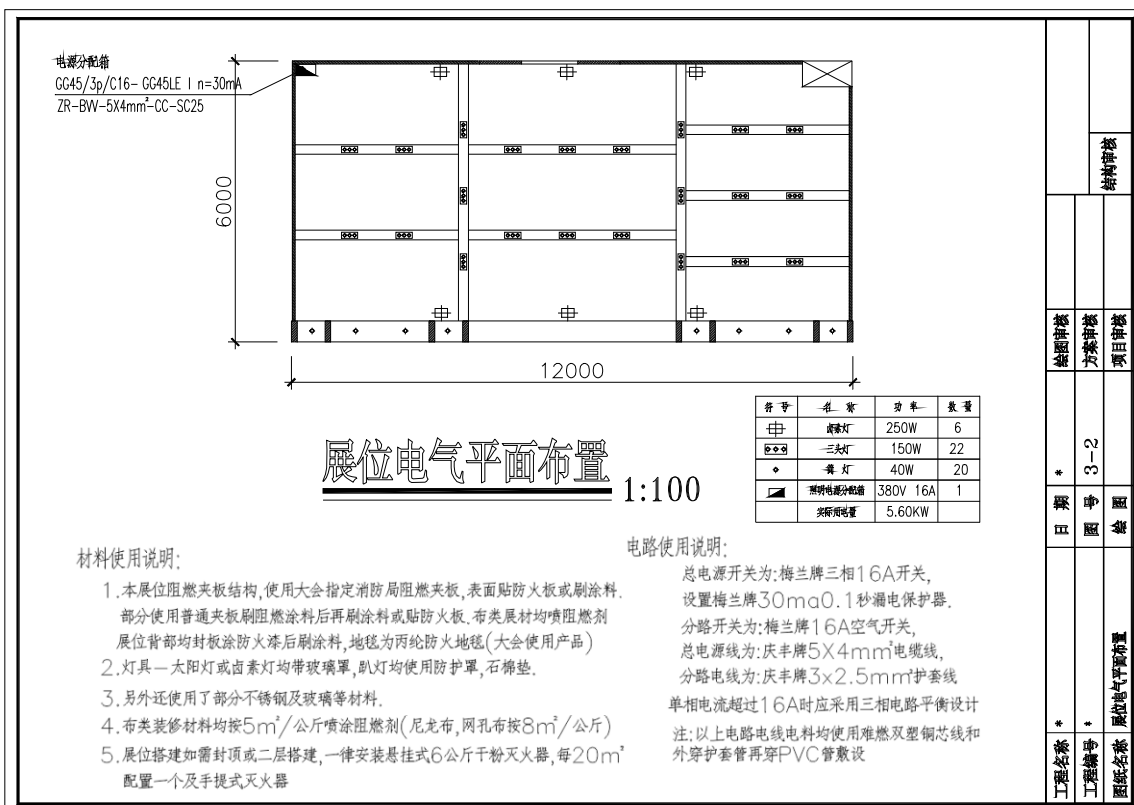 电源分配箱
GG45/3p/C16- GG45LE I n=30mA
ZR-BW-5X4mm²-CC-SC25
6000
12000
展位电气平面布置
1:100
符 号 名 称 功 率 数 量
卤素灯 250W 6
三头灯 150W 22
筒 灯 40W 20
照明电源分配箱 380V 16A 1
实际用电量 5.60KW
材料使用说明:
1.本展位阻燃夹板结构,使用大会指定消防局阻燃夹板,表面贴防火板或刷涂料.
部分使用普通夹板刷阻燃涂料后再刷涂料或贴防火板.布类展材均喷阻燃剂
展位背部均封板涂防火漆后刷涂料,地毯为丙纶防火地毯(大会使用产品)
2.灯具一太阳灯或卤素灯均带玻璃罩,趴灯均使用防护罩,石棉垫.
3.另外还使用了部分不锈钢及玻璃等材料.
4.布类装修材料均按5m²/公斤喷涂阻燃剂(尼龙布,网孔布按8m²/公斤)
5.展位搭建如需封顶或二层搭建,一律安装悬挂式6公斤干粉灭火器,每20m²
配置一个及手提式灭火器
电路使用说明:
总电源开关为:梅兰牌三相16A开关,
设置梅兰牌30ma0.1秒漏电保护器.
分路开关为:梅兰牌16A空气开关,
总电源线为:庆丰牌5X4mm²电缆线,
分路电线为:庆丰牌3x2.5mm²护套线
单相电流超过16A时应采用三相电路平衡设计
注:以上电路电线电料均使用难燃双塑铜芯线和
外穿护套管再穿PVC管敷设
工程名称 * 日 期 * 绘图审核
工程编号 * 图 号 3-2 方案审核
图纸名称 展位电气平面布置 绘 图 项目审核
结构审核